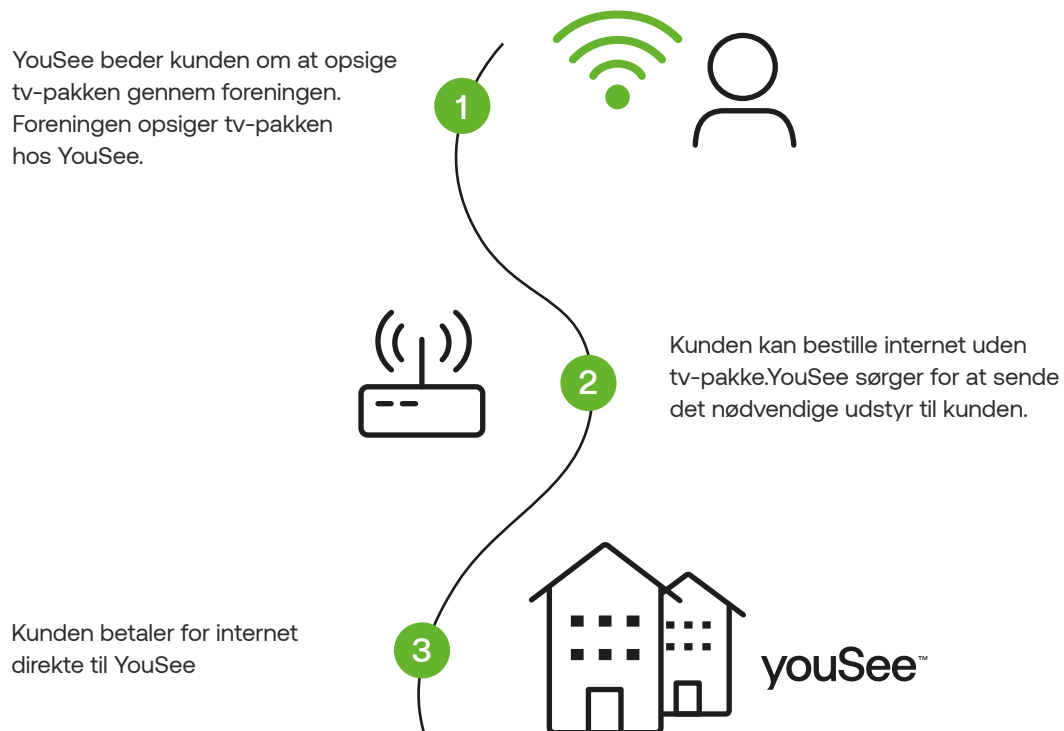 YouSee beder kunden om at opsige
tv-pakken gennem foreningen.
Foreningen opsiger tv-pakken
hos YouSee.
1
2
Kunden kan bestille internet uden
tv-pakke.YouSee sørger for at sende
det nødvendige udstyr til kunden.
Kunden betaler for internet
direkte til YouSee
3
youSee™